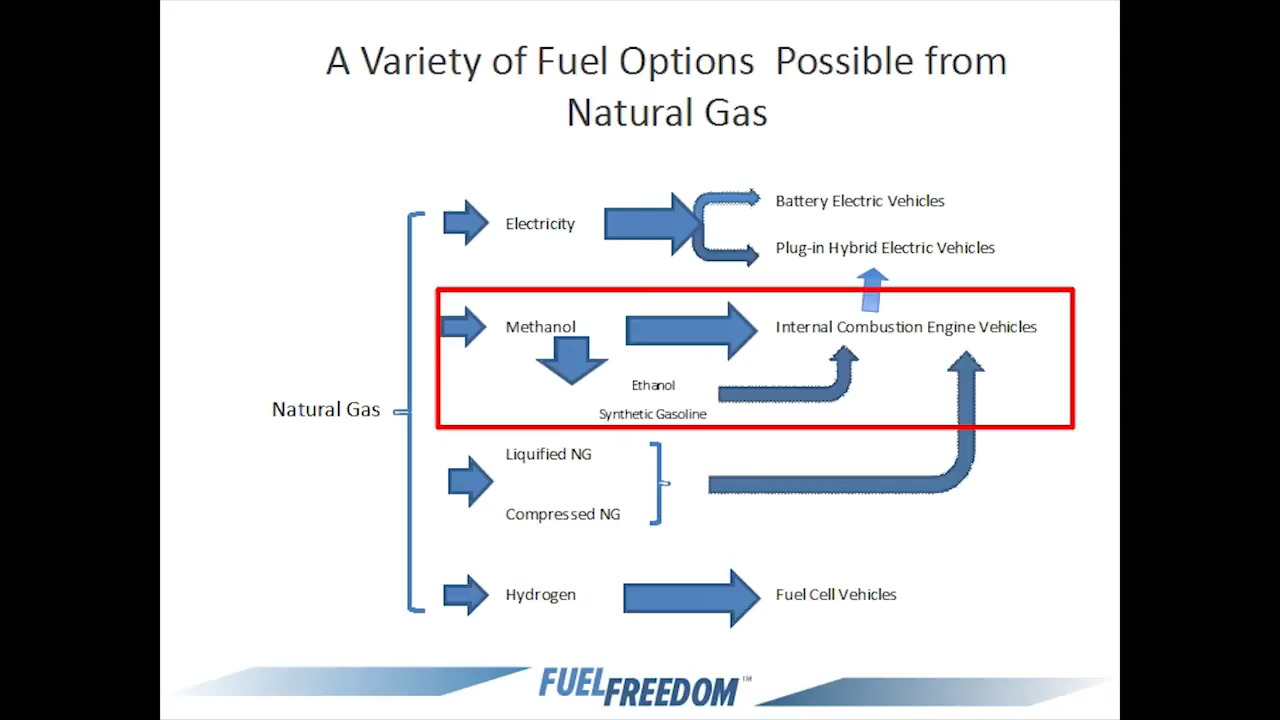 A Variety of Fuel Options Possible from
Natural Gas
Battery Electric Vehicles
Electricity
Plug-in Hybrid Electric Vehicles
Methanol
Internal Combustion Engine Vehicles
Ethanol
Natural Gas
Synthetic Gasoline
Liquified NG
Compressed NG
Hydrogen
Fuel Cell Vehicles
FUEL FREEDOM™